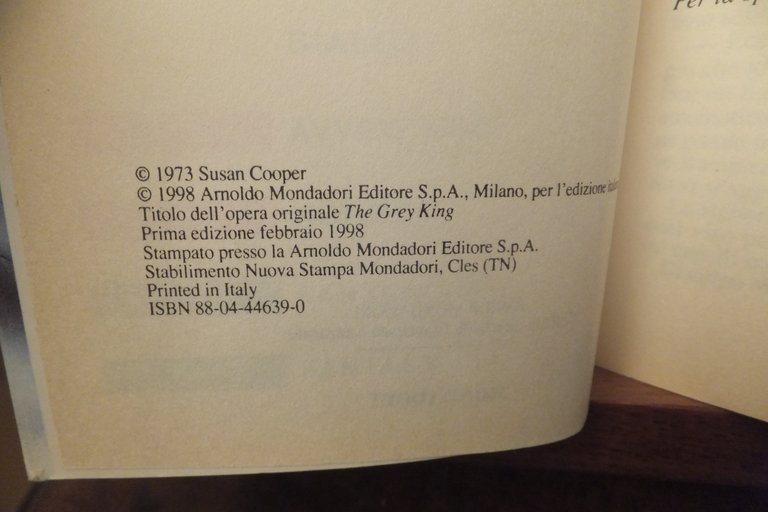 © 1973 Susan Cooper
© 1998 Arnoldo Mondadori Editore S.p.A., Milano, per l'edizione
Titolo dell'opera originale The Grey King
Prima edizione febbraio 1998
Stampato presso la Arnoldo Mondadori Editore S.p.A.
Stabilimento Nuova Stampa Mondadori, Cles (TN)
Printed in Italy
ISBN 88-04-44639-0
Per la